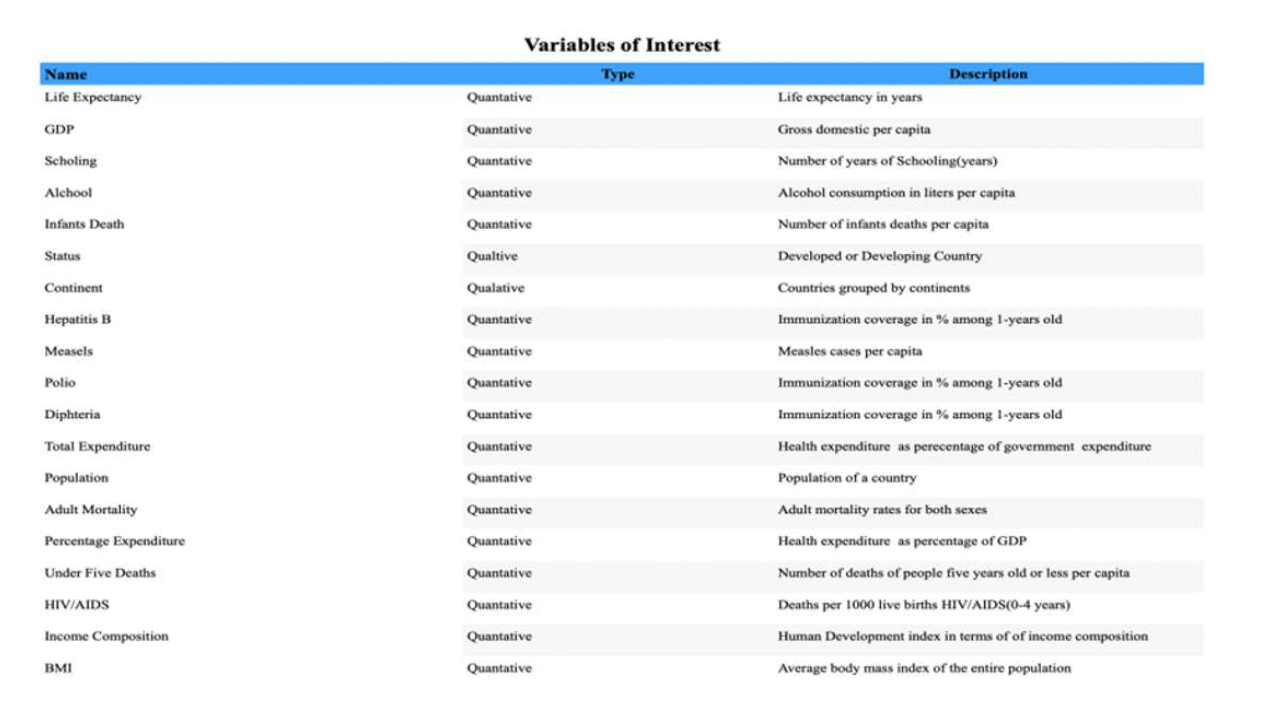 Variables of Interest
Name Type Description
Life Expectancy Quantative Life expectancy in years
GDP Quantative Gross domestic per capita
Scholing Quantative Number of years of Schooling(years)
Alchool Quantative Alcohol consumption in liters per capita
Infants Death Quantative Number of infants deaths per capita
Status Qualtive Developed or Developing Country
Continent Qualative Countries grouped by continents
Hepatitis B Quantative Immunization coverage in % among 1-years old
Measels Quantative Measles cases per capita
Polio Quantative Immunization coverage in % among 1-years old
Diphteria Quantative Immunization coverage in % among 1-years old
Total Expenditure Quantative Health expenditure as perecentage of government expenditure
Population Quantative Population of a country
Adult Mortality Quantative Adult mortality rates for both sexes
Percentage Expenditure Quantative Health expenditure as percentage of GDP
Under Five Deaths Quantative Number of deaths of people five years old or less per capita
HIV/AIDS Quantative Deaths per 1000 live births HIV/AIDS(0-4 years)
Income Composition Quantative Human Development index in terms of of income composition
BMI Quantative Average body mass index of the entire population